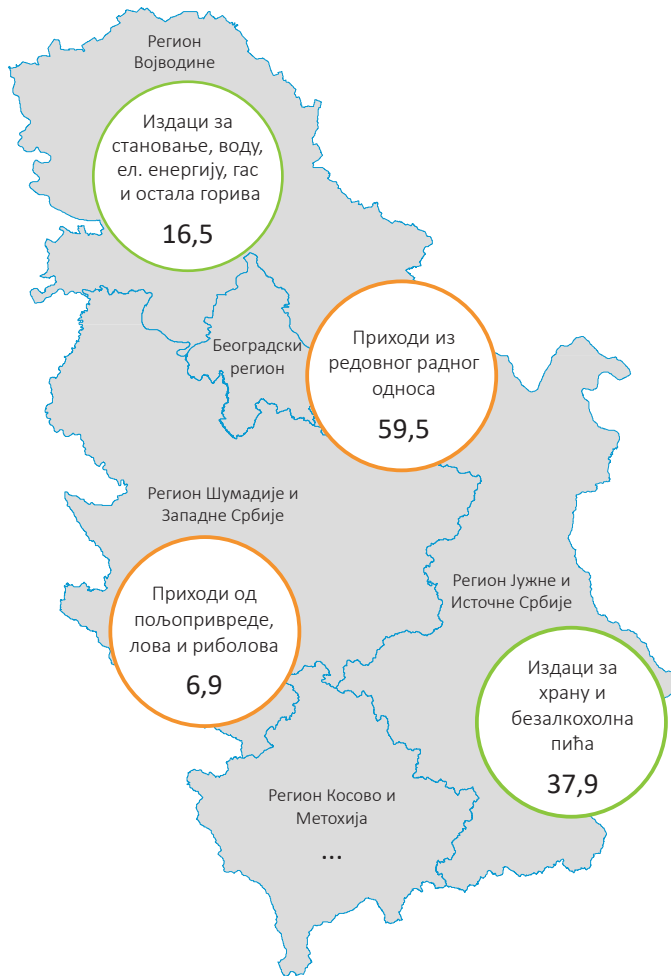 Регион
Војводине
Издаци за
становање, воду,
ел. енергију, гас
и остала горива
16,5
Београдски
регион
Приходи из
редовног радног
односа
59,5
Регион Шумадије и
Западне Србије
Приходи од
пољопривреде,
лова и риболова
6,9
Регион Јужне и
Источне Србије
Издаци за
храну и
безалкохолна
пића
37,9
Регион Косово и
Метохија
...